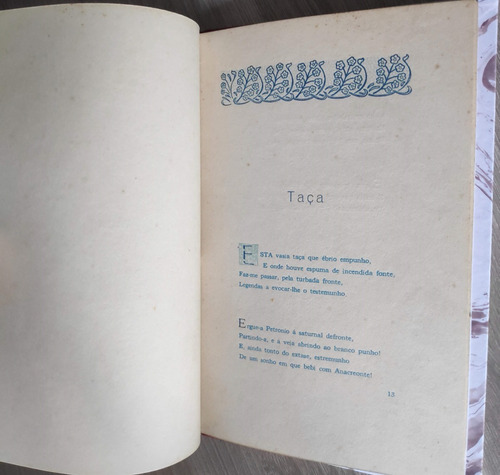 Taça
ESTA vasia taça que ébrio empunho,
E onde houve espuma de incendida fonte,
Faz-me passar, pela turbada fronte,
Legendas a evocar-lhe o testemunho
Ergue-a Petronio á saturnal defronte,
Partindo-a, e á veia abrindo ao branco punho!
E, ainda tonto do extase, estremunho
De um sonho em que bebi com Anacreonte!
13